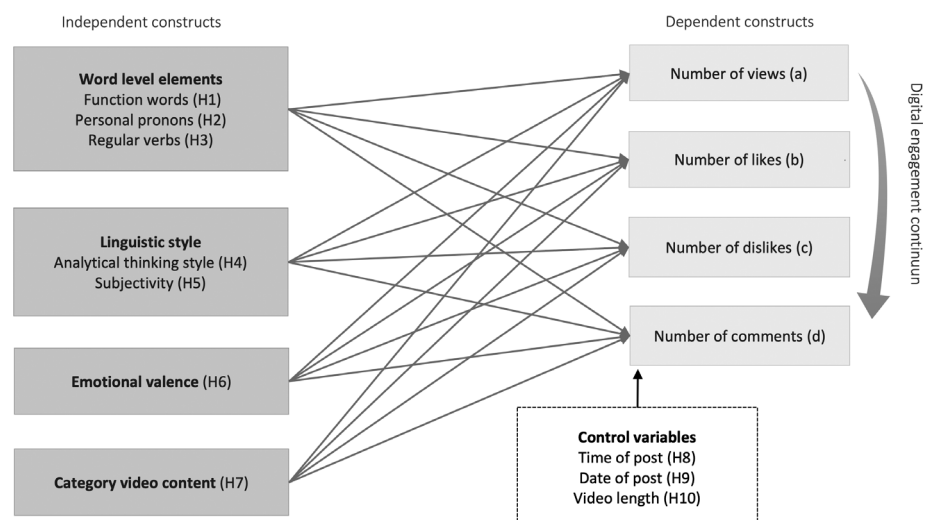 Independent constructs
Dependent constructs
Word level elements
Function words (H1)
Personal pronons (H2)
Regular verbs (H3)
Linguistic style
Analytical thinking style (H4)
Subjectivity (H5)
Emotional valence (H6)
Category video content (H7)
Number of views (a)
Number of likes (b)
Number of dislikes (c)
Number of comments (d)
Control variables
Time of post (H8)
Date of post (H9)
Video length (H10)
Digital engagement continuun